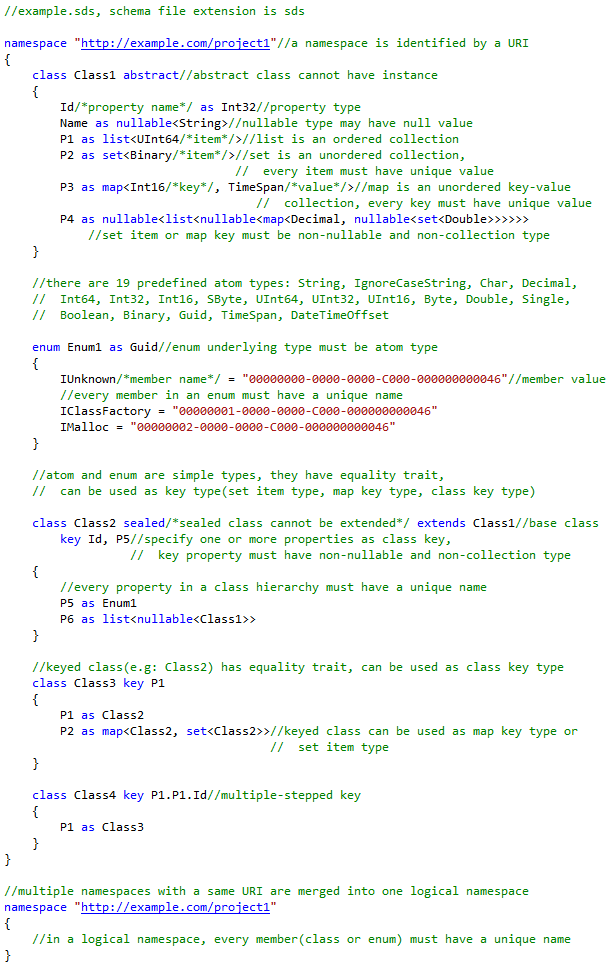 //example.sds, schema file extension is sds
namespace "http://example.com/project1"//a namespace is identified by a URI
{
    class Class1 abstract//abstract class cannot have instance
    {
        Id/*property name*/ as Int32//property type
        Name as nullable<String>//nullable type may have null value
        P1 as list<UInt64/*item*/>//list is an ordered collection
        P2 as set<Binary/*item*/>//set is an unordered collection,
                                 //  every item must have unique value
        P3 as map<Int16/*key*/, TimeSpan/*value*/>//map is an unordered key-value
                                    //  collection, every key must have unique value
        P4 as nullable<list<nullable<map<Decimal, nullable<set<Double>>>>>>
            //set item or map key must be non-nullable and non-collection type
    }
    //there are 19 predefined atom types: String, IgnoreCaseString, Char, Decimal,
    //  Int64, Int32, Int16, SByte, UInt64, UInt32, UInt16, Byte, Double, Single,
    //  Boolean, Binary, Guid, TimeSpan, DateTimeOffset
    enum Enum1 as Guid//enum underlying type must be atom type
    {
        IUnknown/*member name*/ = "00000000-0000-0000-C000-000000000046"//member value
        //every member in an enum must have a unique name
        IClassFactory = "00000001-0000-0000-C000-000000000046"
        IMalloc = "00000002-0000-0000-C000-000000000046"
    }
    //atom and enum are simple types, they have equality trait,
    //  can be used as key type(set item type, map key type, class key type)
    class Class2 sealed/*sealed class cannot be extended*/ extends Class1//base class
        key Id, P5//specify one or more properties as class key,
                  //  key property must have non-nullable and non-collection type
    {
        //every property in a class hierarchy must have a unique name
        P5 as Enum1
        P6 as list<nullable<Class1>>
    }
    //keyed class(e.g: Class2) has equality trait, can be used as class key type
    class Class3 key P1
    {
        P1 as Class2
        P2 as map<Class2, set<Class2>>//keyed class can be used as map key type or
                                      //  set item type
    }
    class Class4 key P1.P1.Id//multiple-stepped key
    {
        P1 as Class3
    }
}
//multiple namespaces with a same URI are merged into one logical namespace
namespace "http://example.com/project1"
{
    //in a logical namespace, every member(class or enum) must have a unique name
}